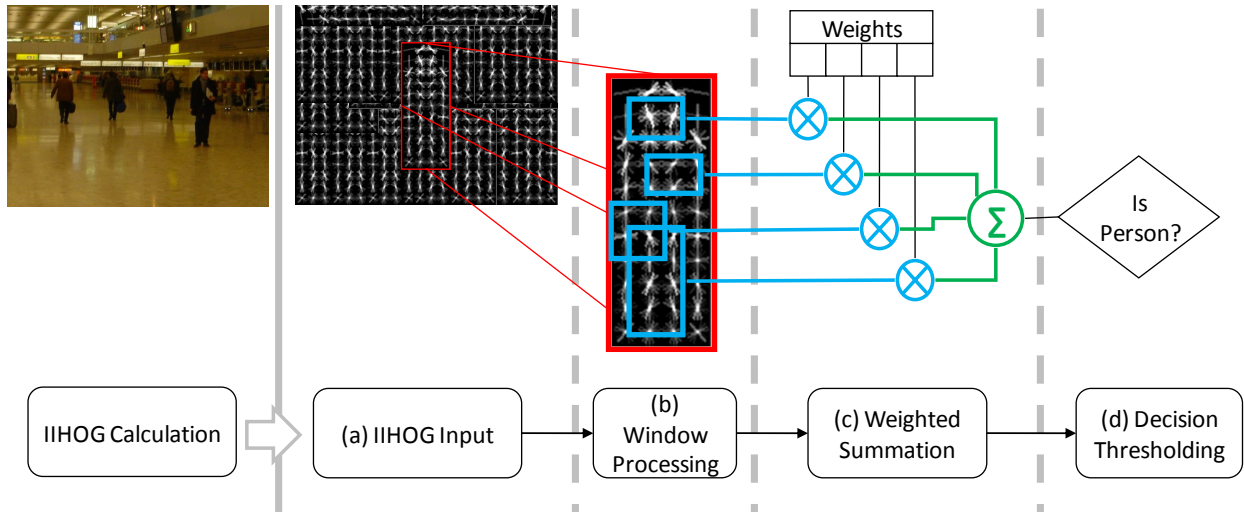 Weights
Σ
Is
Person?
IIHOG Calculation
(a) IIHOG Input
(b)
Window
Processing
(c) Weighted
Summation
(d) Decision
Thresholding